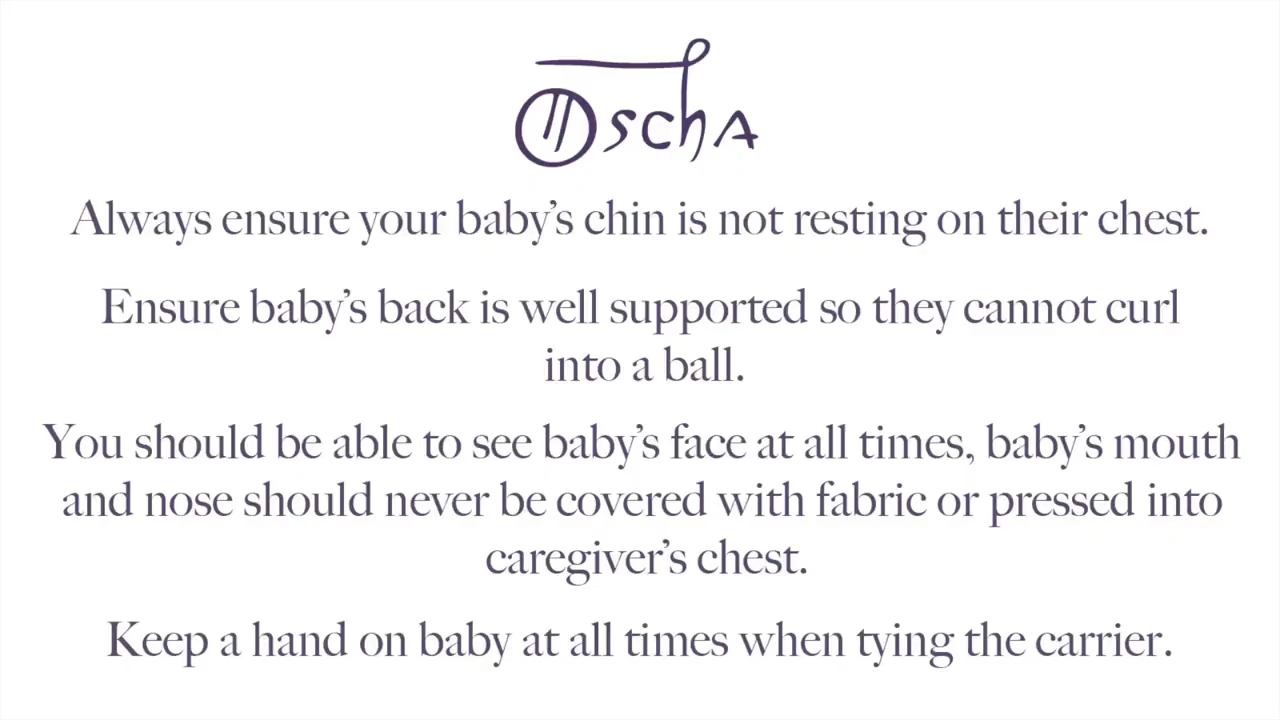 Oscha
Always ensure your baby’s chin is not resting on their chest.
Ensure baby’s back is well supported so they cannot curl
into a ball.
You should be able to see baby’s face at all times, baby’s mouth
and nose should never be covered with fabric or pressed into
caregiver’s chest.
Keep a hand on baby at all times when tying the carrier.